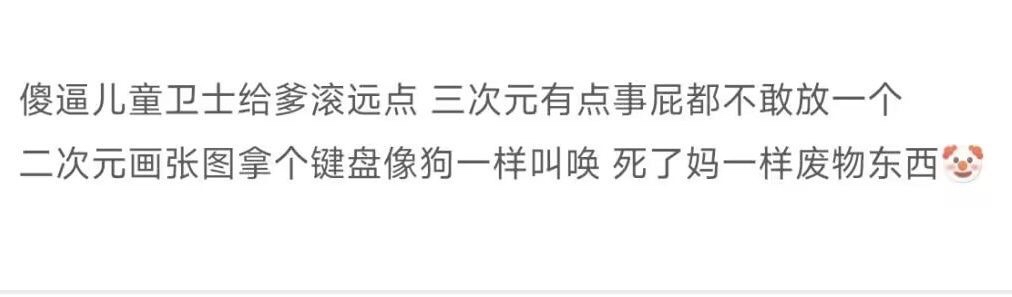 傻逼儿童卫士给爹滚远点 三次元有点事屁都不敢放一个
二次元画张图拿个键盘像狗一样叫唤 死了妈一样废物东西🤡